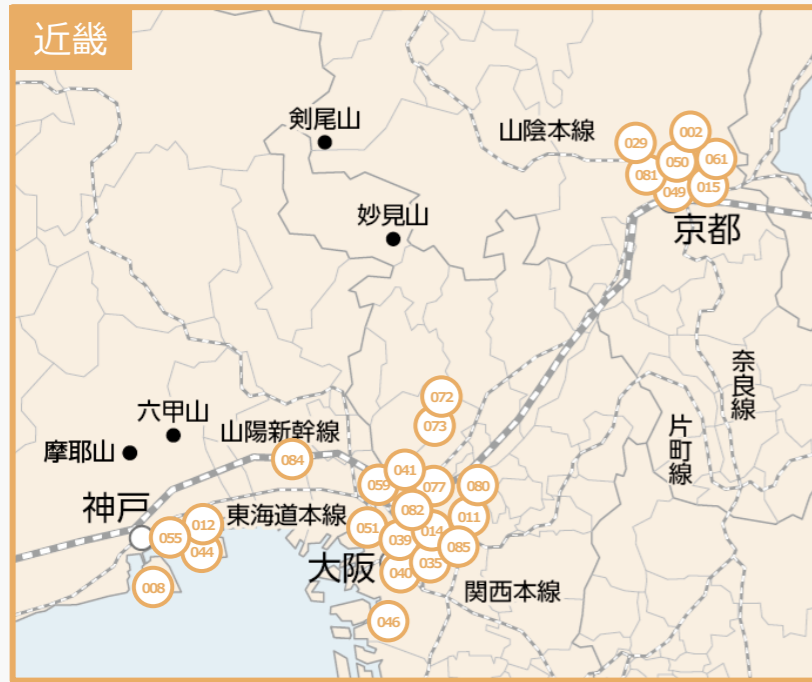 近畿
剣尾山
山陰本線
002
029
050
061
081
015
049
妙見山
京都
奈良線
072
六甲山
073
片町線
山陽新幹線
摩耶山
084
041
059
077
080
神戸
082
012
東海道本線
011
051
014
055
039
085
044
大阪
035
040
008
関西本線
046